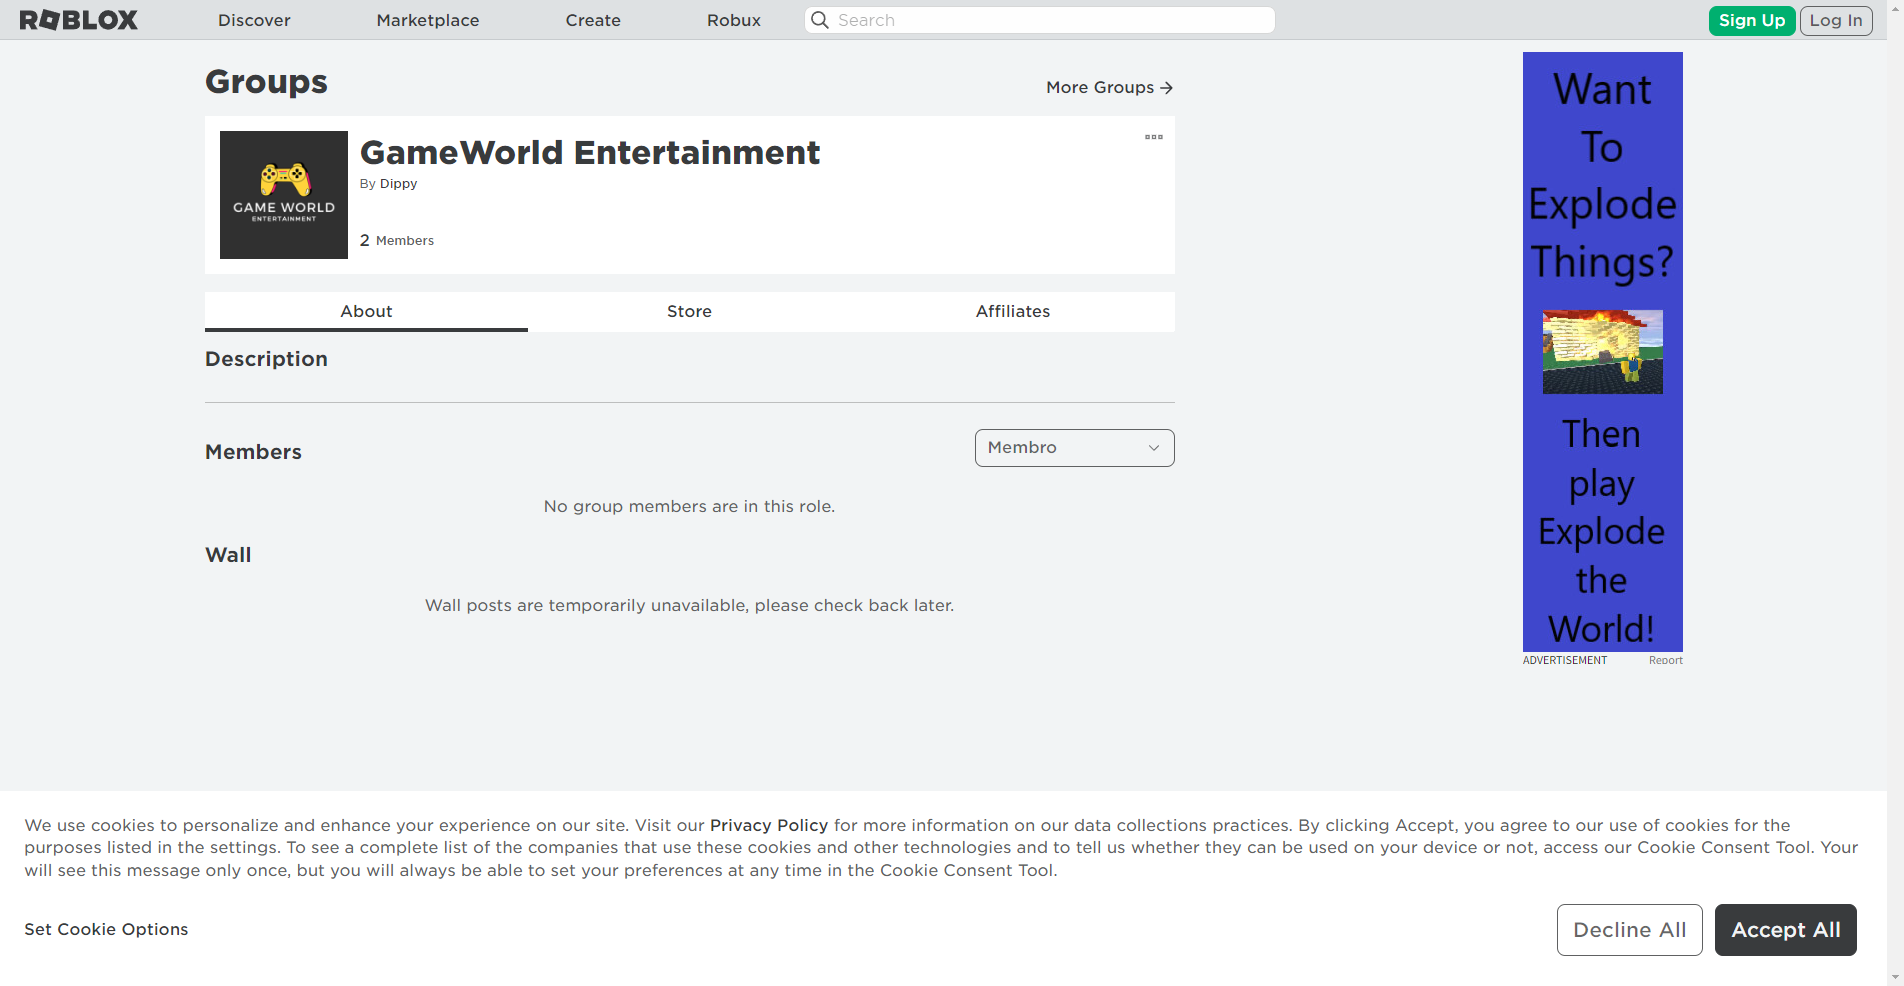 ROBLOX
Discover
Marketplace
Create
Robux
Search
Sign Up
Log In
Groups
More Groups
GAME WORLD
ENTERTAINMENT
GameWorld Entertainment
By Dippy
2 Members
About
Store
Affiliates
Description
Members
Membro
No group members are in this role.
Wall
Wall posts are temporarily unavailable, please check back later.
Want
To
Explode
Things?
Then
play
Explode
the
World!
ADVERTISEMENT
Report
We use cookies to personalize and enhance your experience on our site. Visit our Privacy Policy for more information on our data collections practices. By clicking Accept, you agree to our use of cookies for the
purposes listed in the settings. To see a complete list of the companies that use these cookies and other technologies and to tell us whether they can be used on your device or not, access our Cookie Consent Tool. Your
will see this message only once, but you will always be able to set your preferences at any time in the Cookie Consent Tool.
Set Cookie Options
Decline All
Accept All